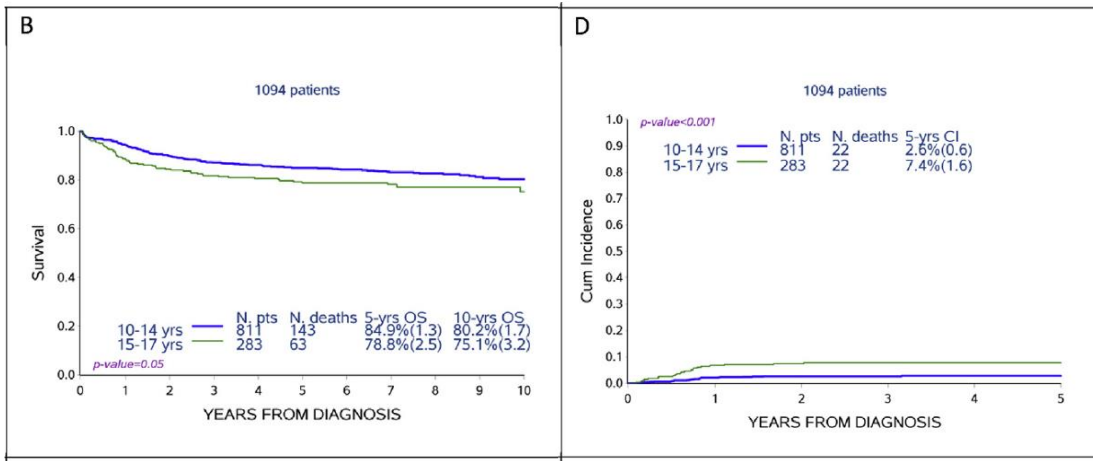 B
1094 patients
1.0
0.8
0.6
0.4
0.2
0.0
Survival
N. pts N. deaths 5-yrs OS 10-yrs OS
10-14 yrs 811 143 84.9%(1.3) 80.2%(1.7)
15-17 yrs 283 63 78.8%(2.5) 75.1%(3.2)
p-value=0.05
0 1 2 3 4 5 6 7 8 9 10
YEARS FROM DIAGNOSIS
D
1094 patients
p-value<0.001
N. pts N. deaths 5-yrs CI
10-14 yrs 811 22 2.6%(0.6)
15-17 yrs 283 22 7.4%(1.6)
1.0
0.9
0.8
0.7
0.6
0.5
0.4
0.3
0.2
0.1
0.0
Cum Incidence
0 1 2 3 4 5
YEARS FROM DIAGNOSIS